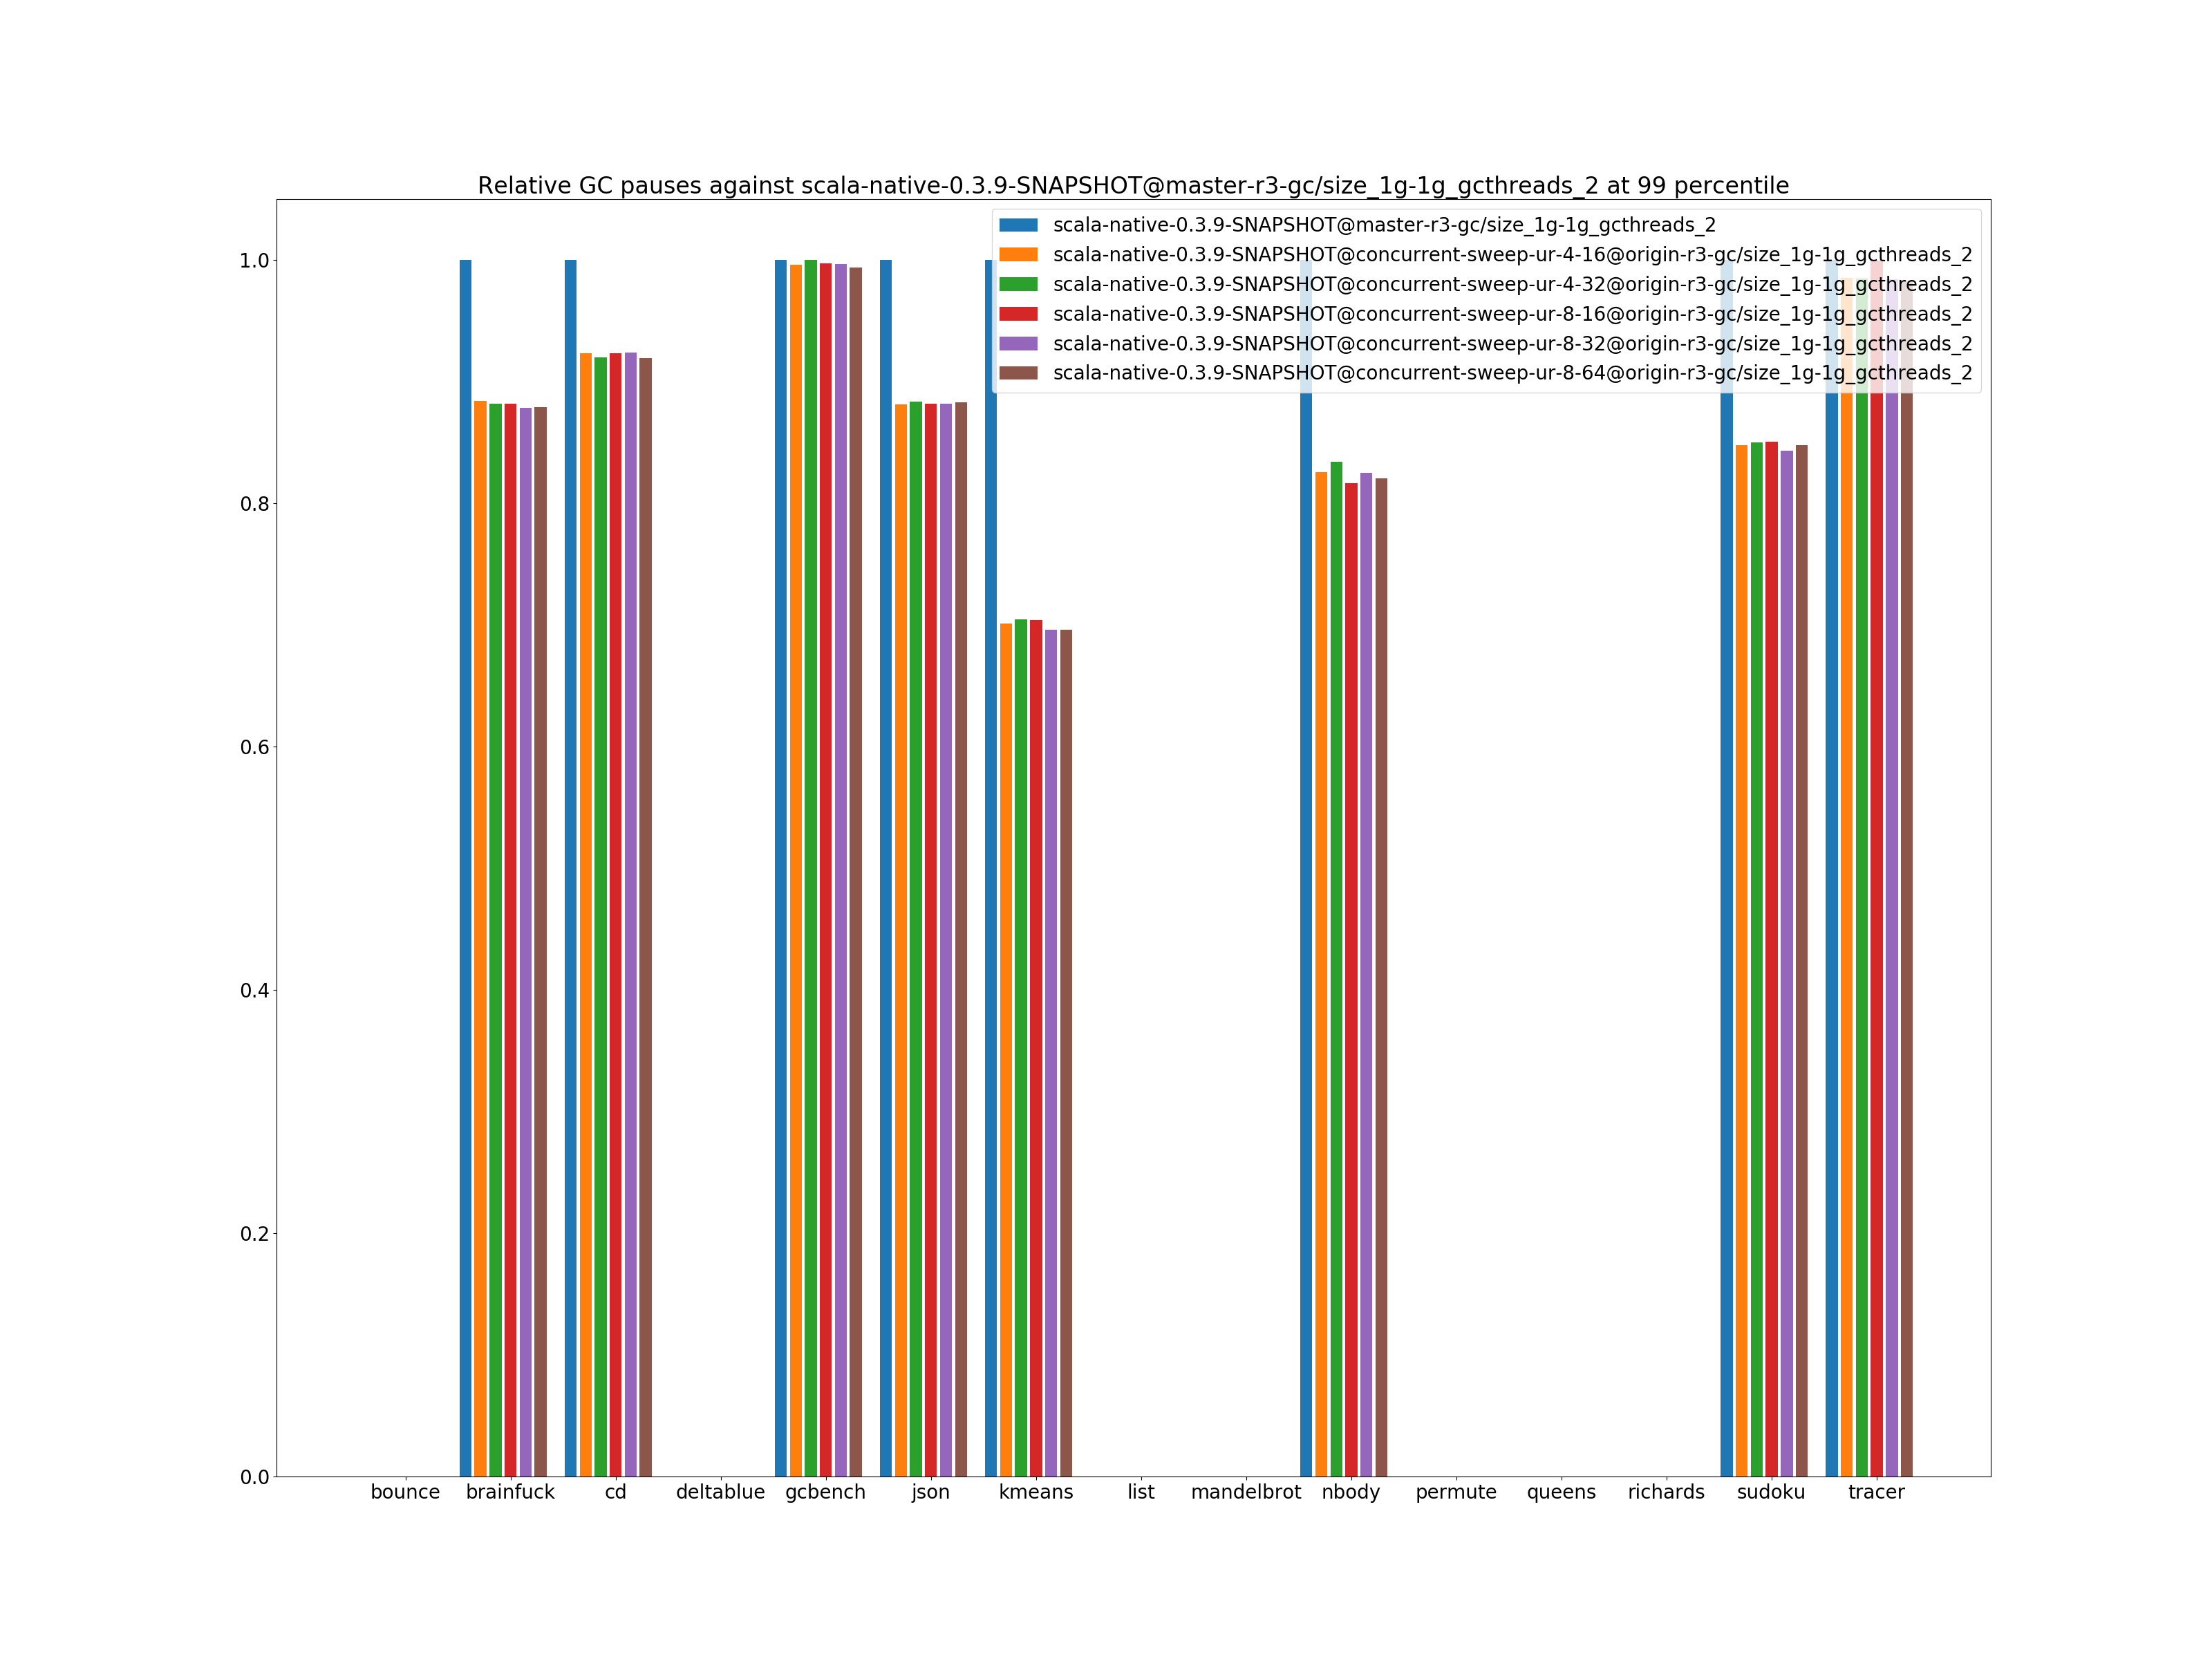 Relative GC pauses against scala-native-0.3.9-SNAPSHOT@master-r3-gc/size_1g-1g_gcthreads_2 at 99 percentile
scala-native-0.3.9-SNAPSHOT@master-r3-gc/size_1g-1g_gcthreads_2
scala-native-0.3.9-SNAPSHOT@concurrent-sweep-ur-4-16@origin-r3-gc/size_1g-1g_gcthreads_2
scala-native-0.3.9-SNAPSHOT@concurrent-sweep-ur-4-32@origin-r3-gc/size_1g-1g_gcthreads_2
scala-native-0.3.9-SNAPSHOT@concurrent-sweep-ur-8-16@origin-r3-gc/size_1g-1g_gcthreads_2
scala-native-0.3.9-SNAPSHOT@concurrent-sweep-ur-8-32@origin-r3-gc/size_1g-1g_gcthreads_2
scala-native-0.3.9-SNAPSHOT@concurrent-sweep-ur-8-64@origin-r3-gc/size_1g-1g_gcthreads_2
1.0
0.8
0.6
0.4
0.2
0.0
bounce brainfuck cd deltablue gcbench json kmeans list mandelbrot nbody permute queens richards sudoku tracer